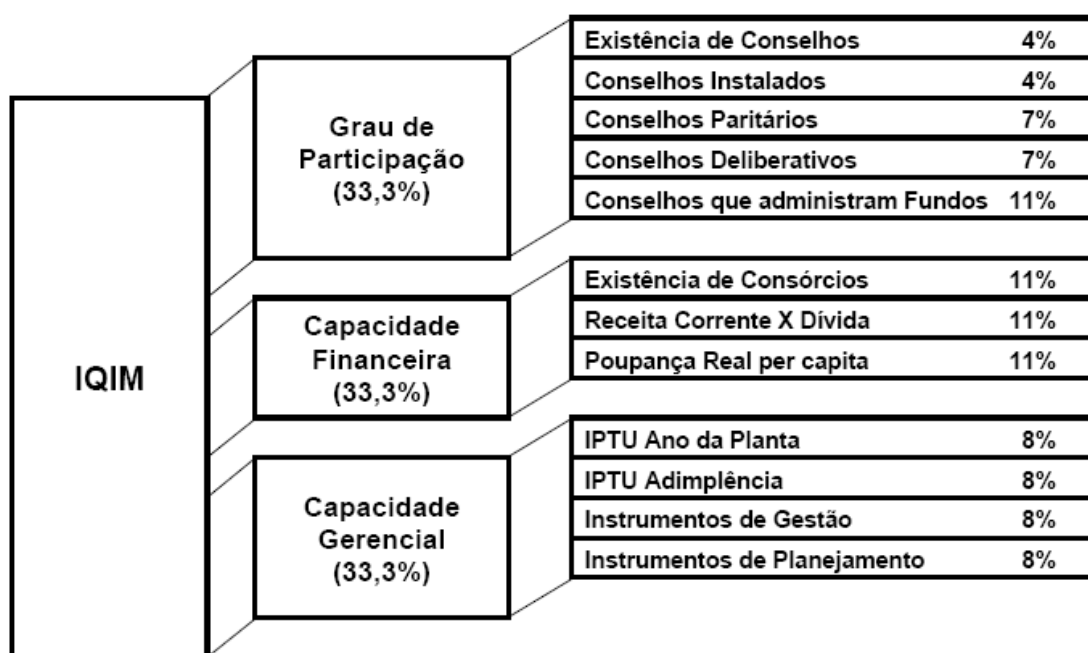 IQIM
Grau de
Participação
(33,3%)
Existência de Conselhos 4%
Conselhos Instalados 4%
Conselhos Paritários 7%
Conselhos Deliberativos 7%
Conselhos que administram Fundos 11%
Capacidade
Financeira
(33,3%)
Existência de Consórcios 11%
Receita Corrente X Dívida 11%
Poupança Real per capita 11%
Capacidade
Gerencial
(33,3%)
IPTU Ano da Planta 8%
IPTU Adimplência 8%
Instrumentos de Gestão 8%
Instrumentos de Planejamento 8%